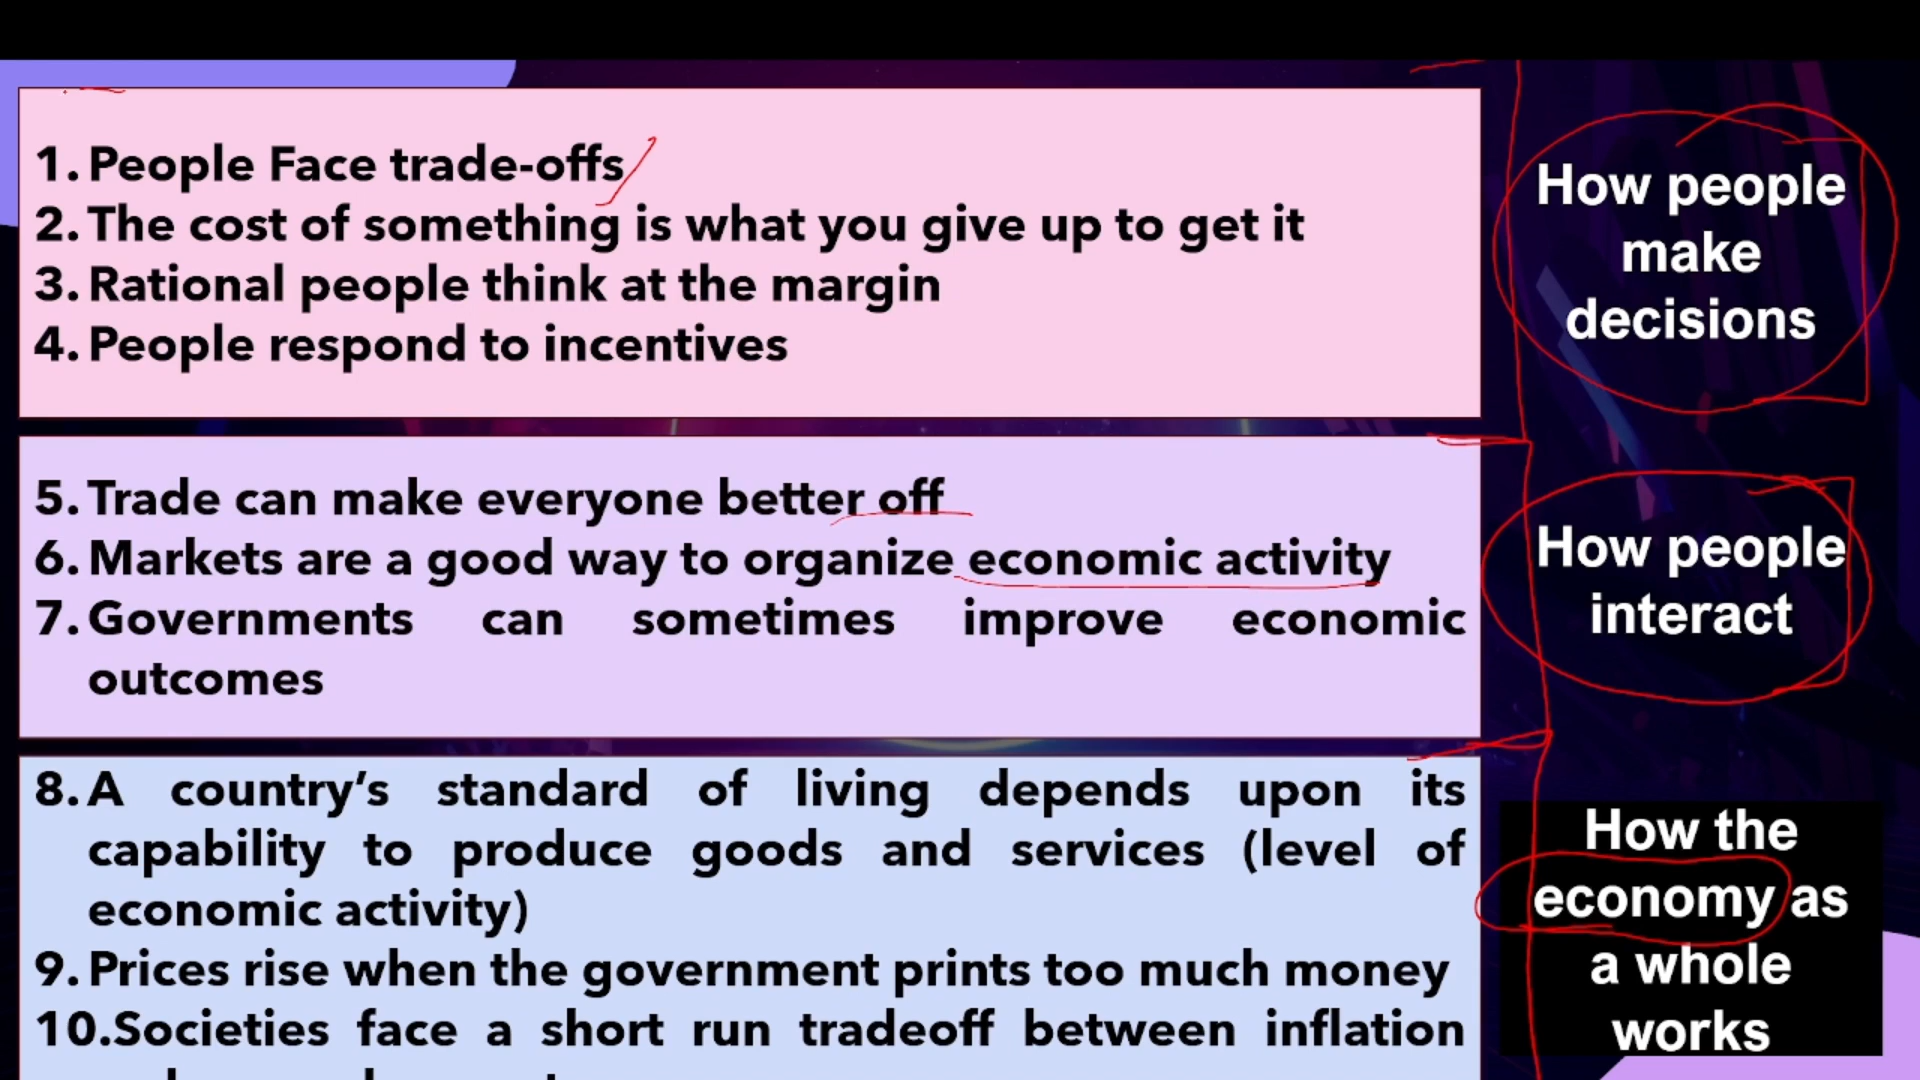 1. People Face trade-offs
2. The cost of something is what you give up to get it
3. Rational people think at the margin
4. People respond to incentives
How people
make
decisions
5. Trade can make everyone better off
6. Markets are a good way to organize economic activity
7. Governments can sometimes improve economic
outcomes
How people
interact
8. A country’s standard of living depends upon its
capability to produce goods and services (level of
economic activity)
9. Prices rise when the government prints too much money
10.Societies face a short run tradeoff between inflation
How the
economy as
a whole
works